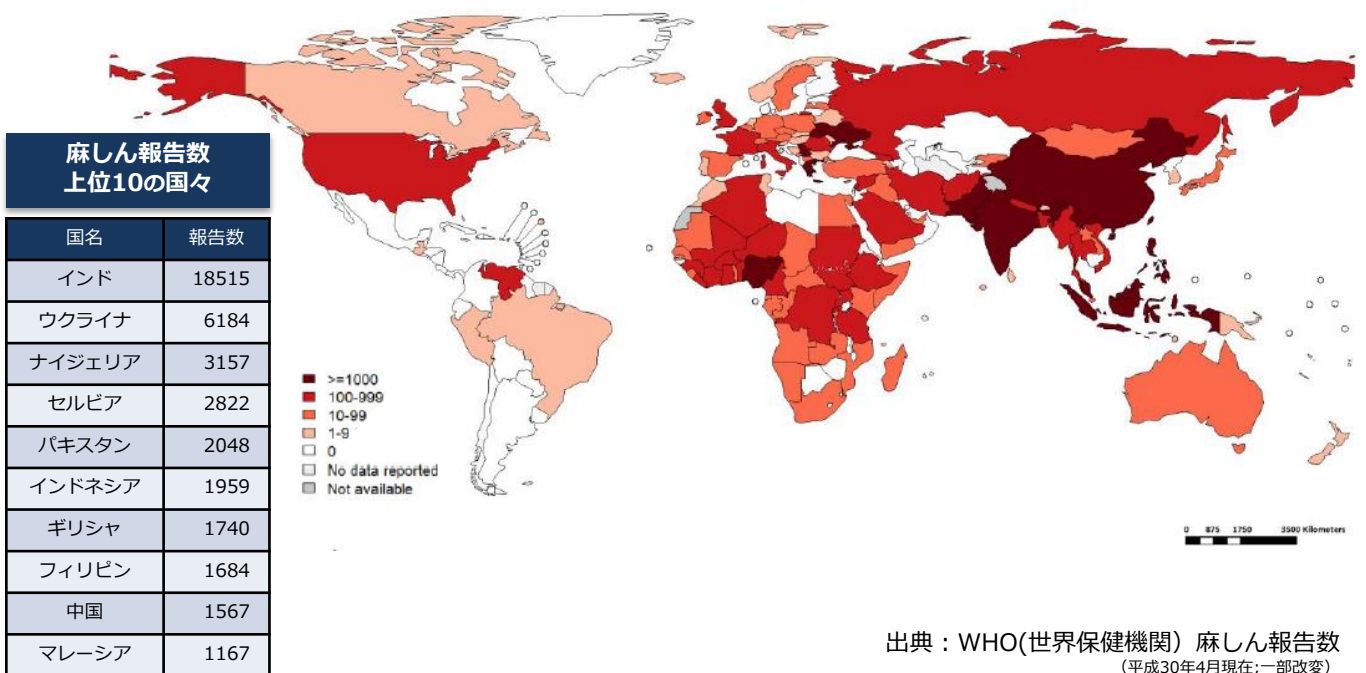 麻しん報告数
上位10の国々
国名 報告数
インド 18515
ウクライナ 6184
ナイジェリア 3157
セルビア 2822
パキスタン 2048
インドネシア 1959
ギリシャ 1740
フィリピン 1684
中国 1567
マレーシア 1167
>=1000
100-999
10-99
1-9
0
No data reported
Not available
0 875 1750 3500 Kilometers
出典：WHO(世界保健機関）麻しん報告数
（平成30年4月現在;一部改変）